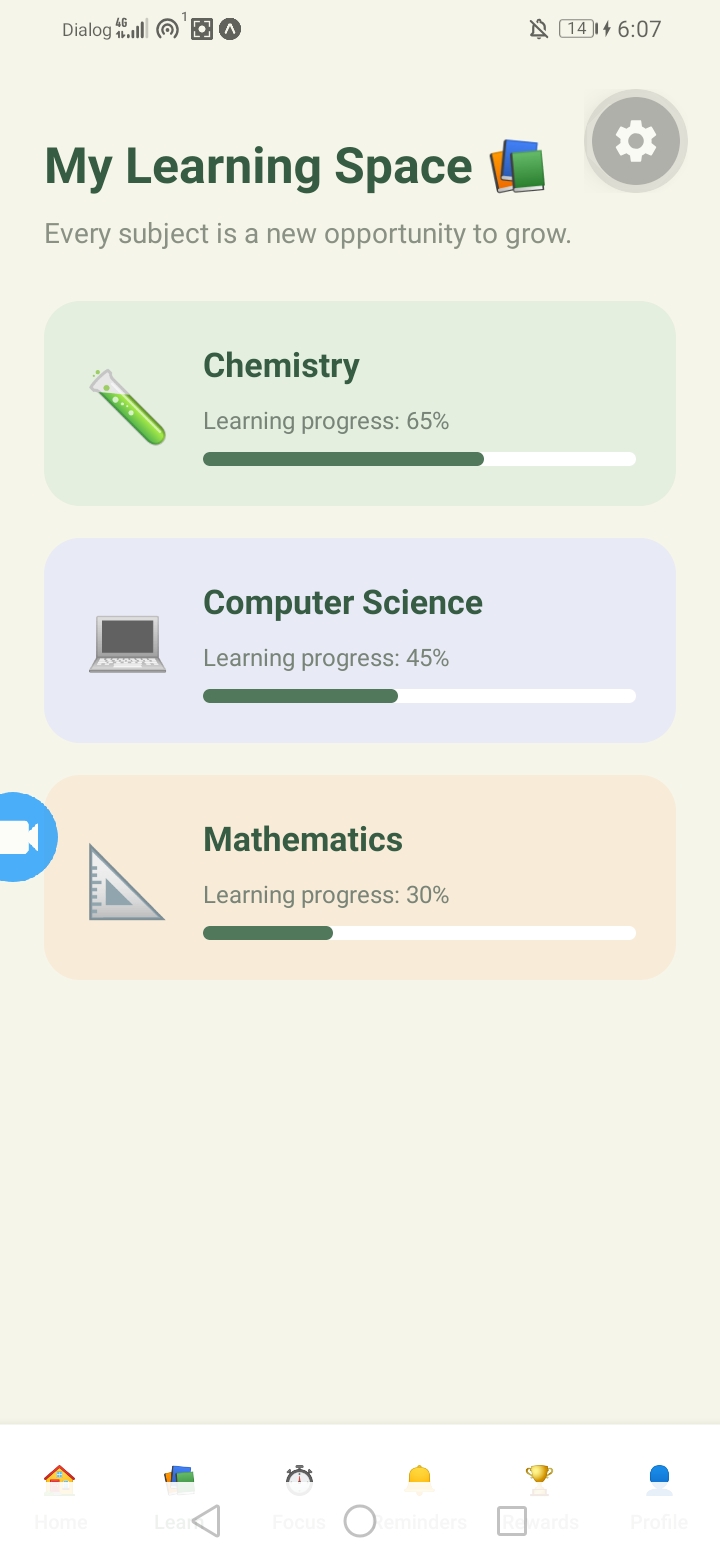 Dialog 4G 1 14 6:07
My Learning Space
Every subject is a new opportunity to grow.
Chemistry
Learning progress: 65%
Computer Science
Learning progress: 45%
Mathematics
Learning progress: 30%
Home Learn Focus Reminders Rewards Profile